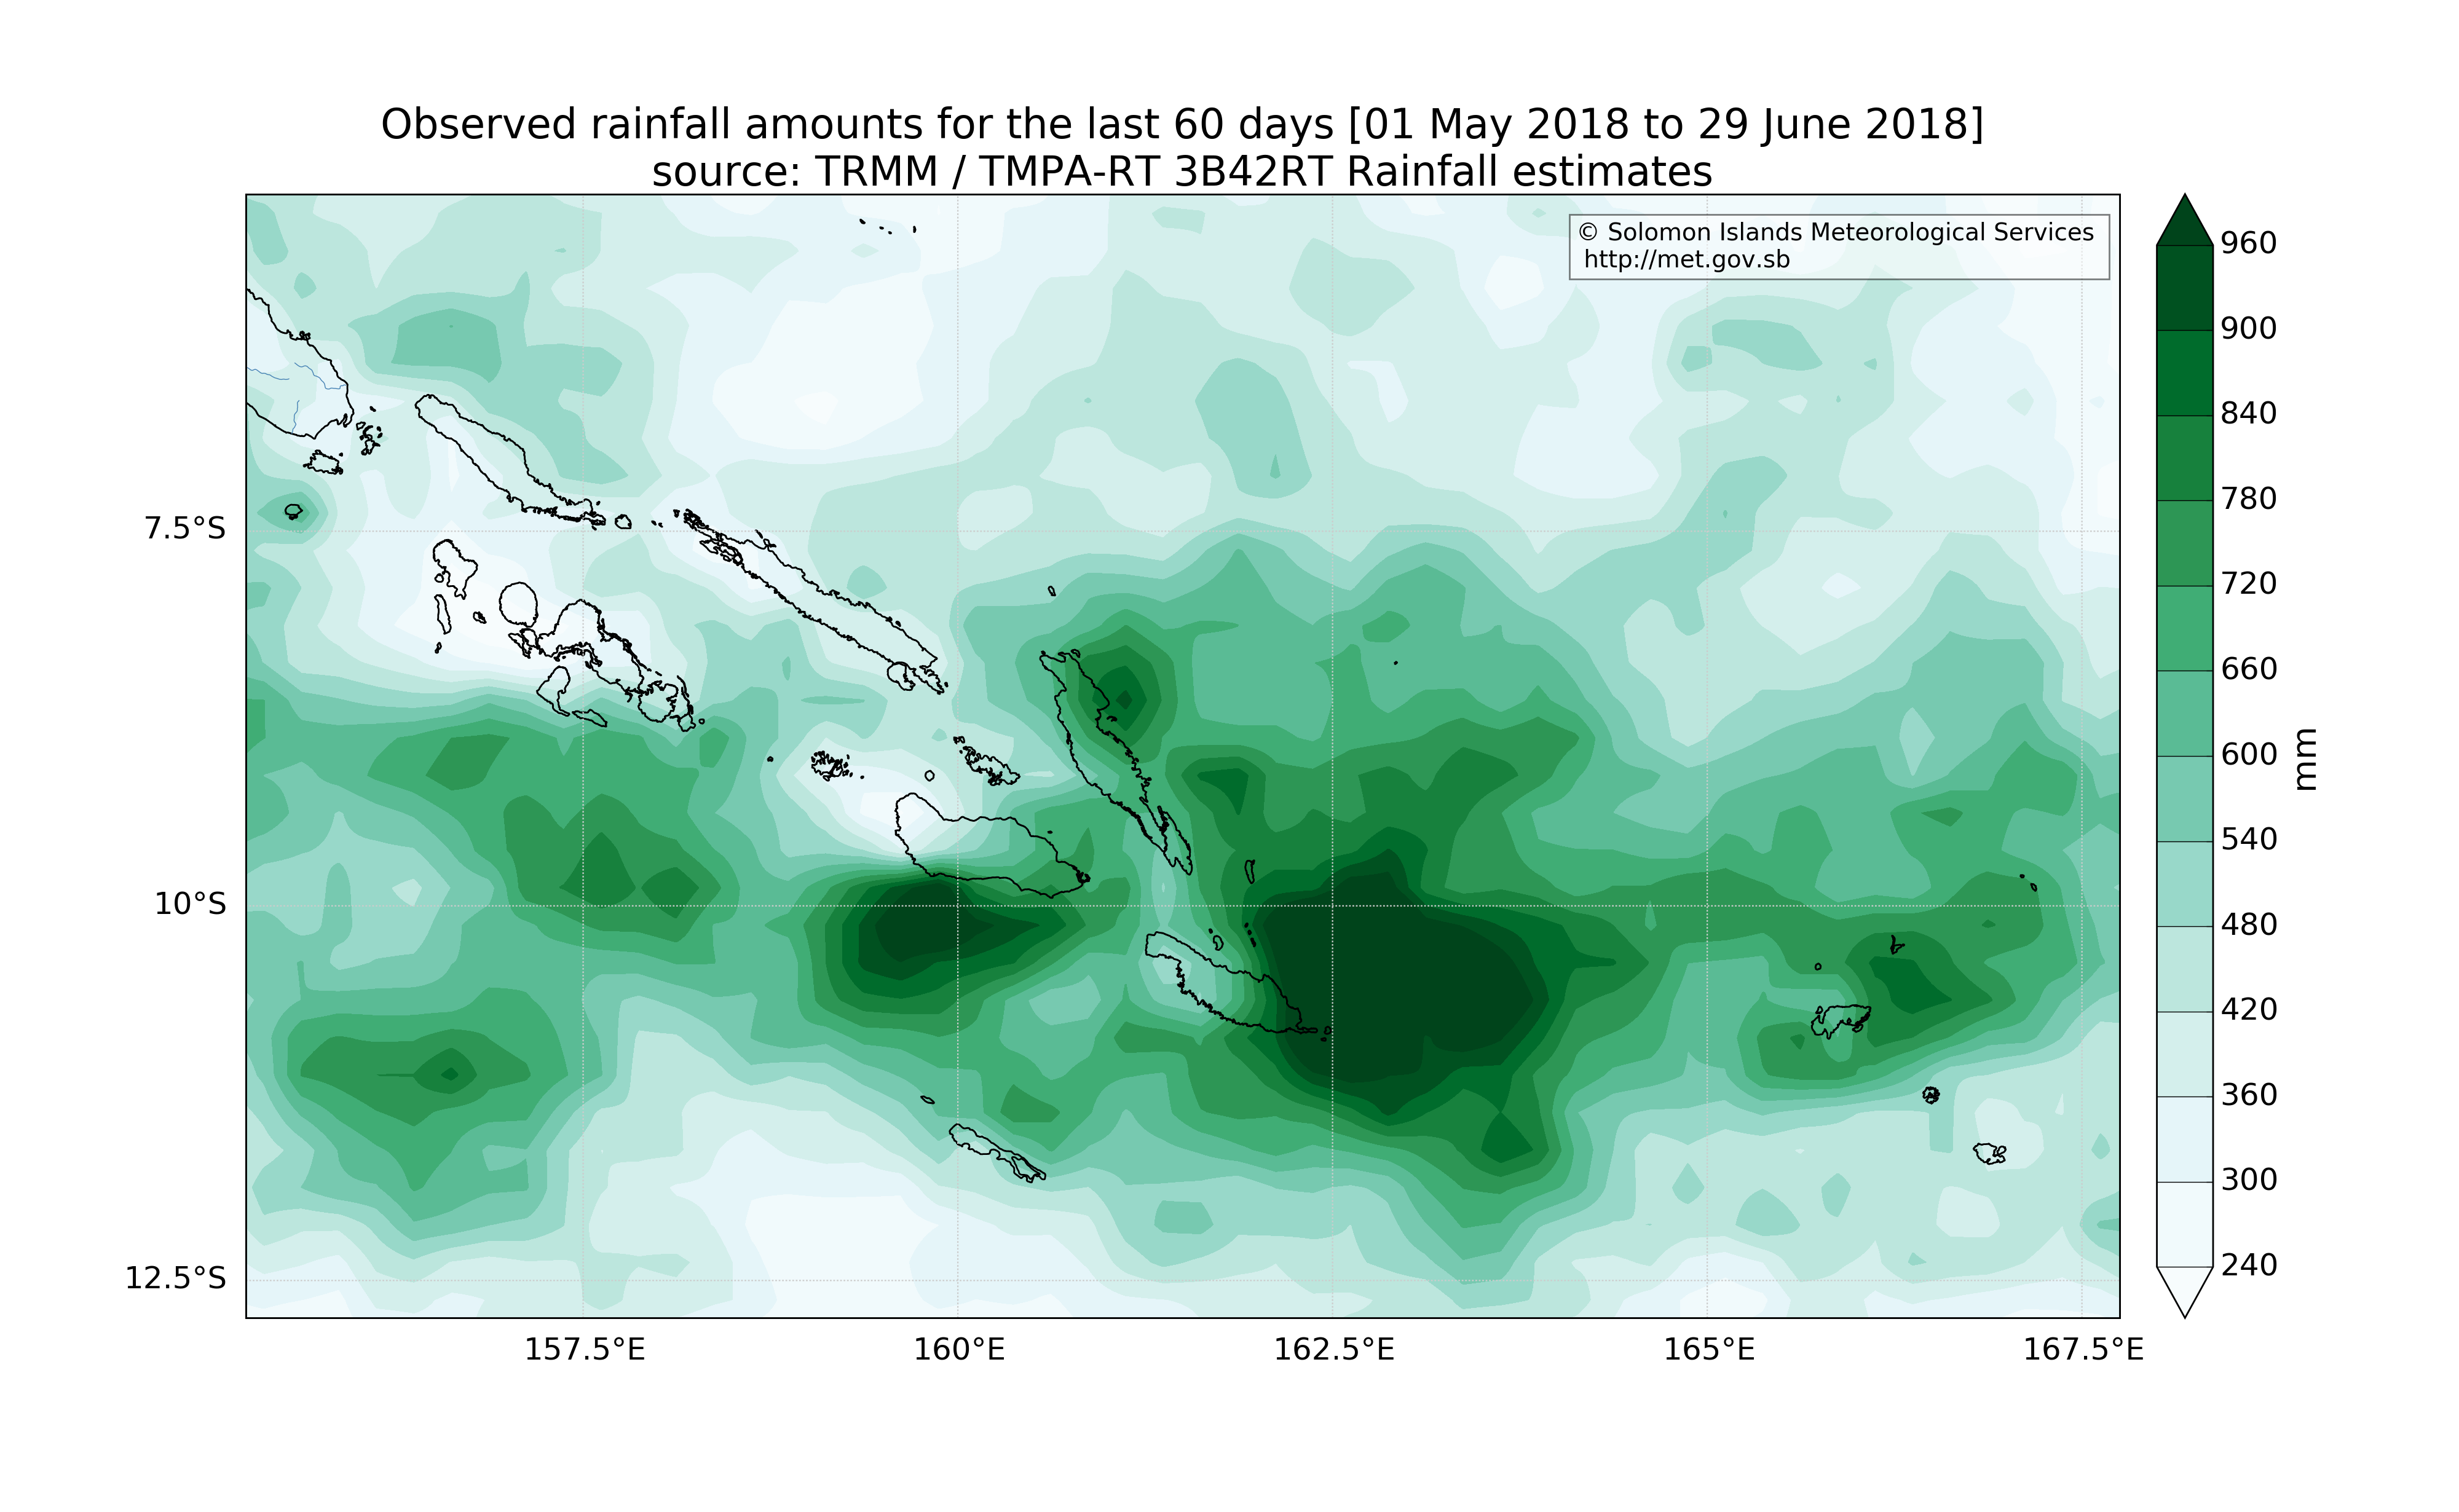 Observed rainfall amounts for the last 60 days [01 May 2018 to 29 June 2018]
source: TRMM / TMPA-RT 3B42RT Rainfall estimates
© Solomon Islands Meteorological Services
http://met.gov.sb
7.5°S
10°S
12.5°S
157.5°E
160°E
162.5°E
165°E
167.5°E
960
900
840
780
720
660
600
540
480
420
360
300
240
mm